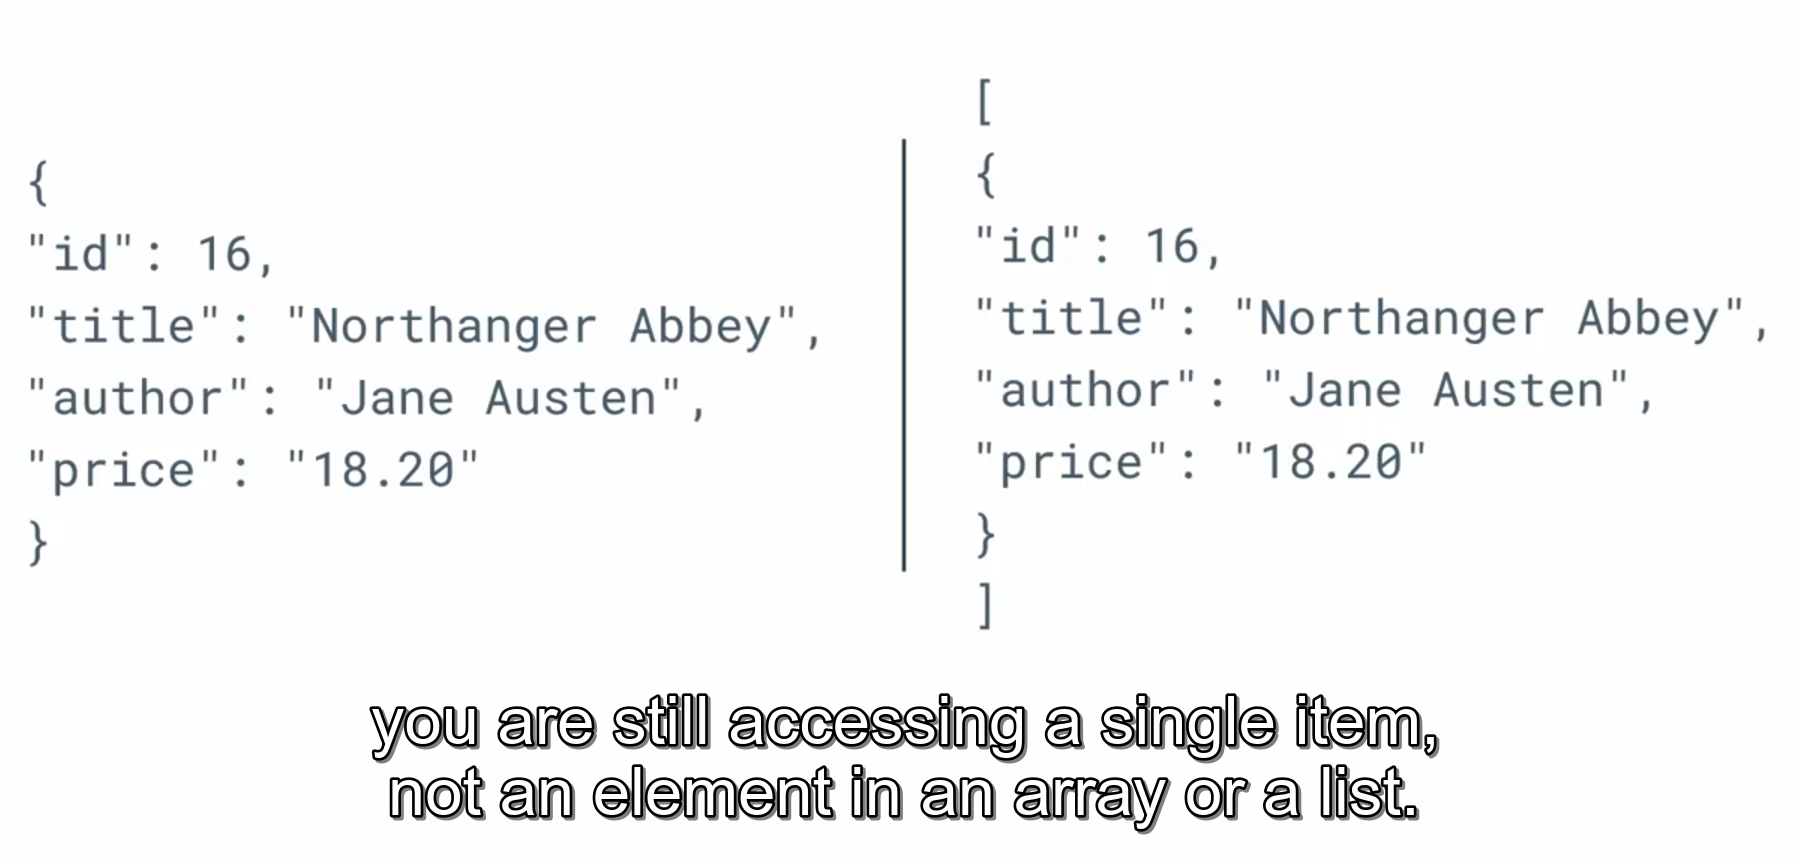 {
"id": 16,
"title": "Northanger Abbey",
"author": "Jane Austen",
"price": "18.20"
}
[
{
"id": 16,
"title": "Northanger Abbey",
"author": "Jane Austen",
"price": "18.20"
}
]
you are still accessing a single item,
not an element in an array or a list.